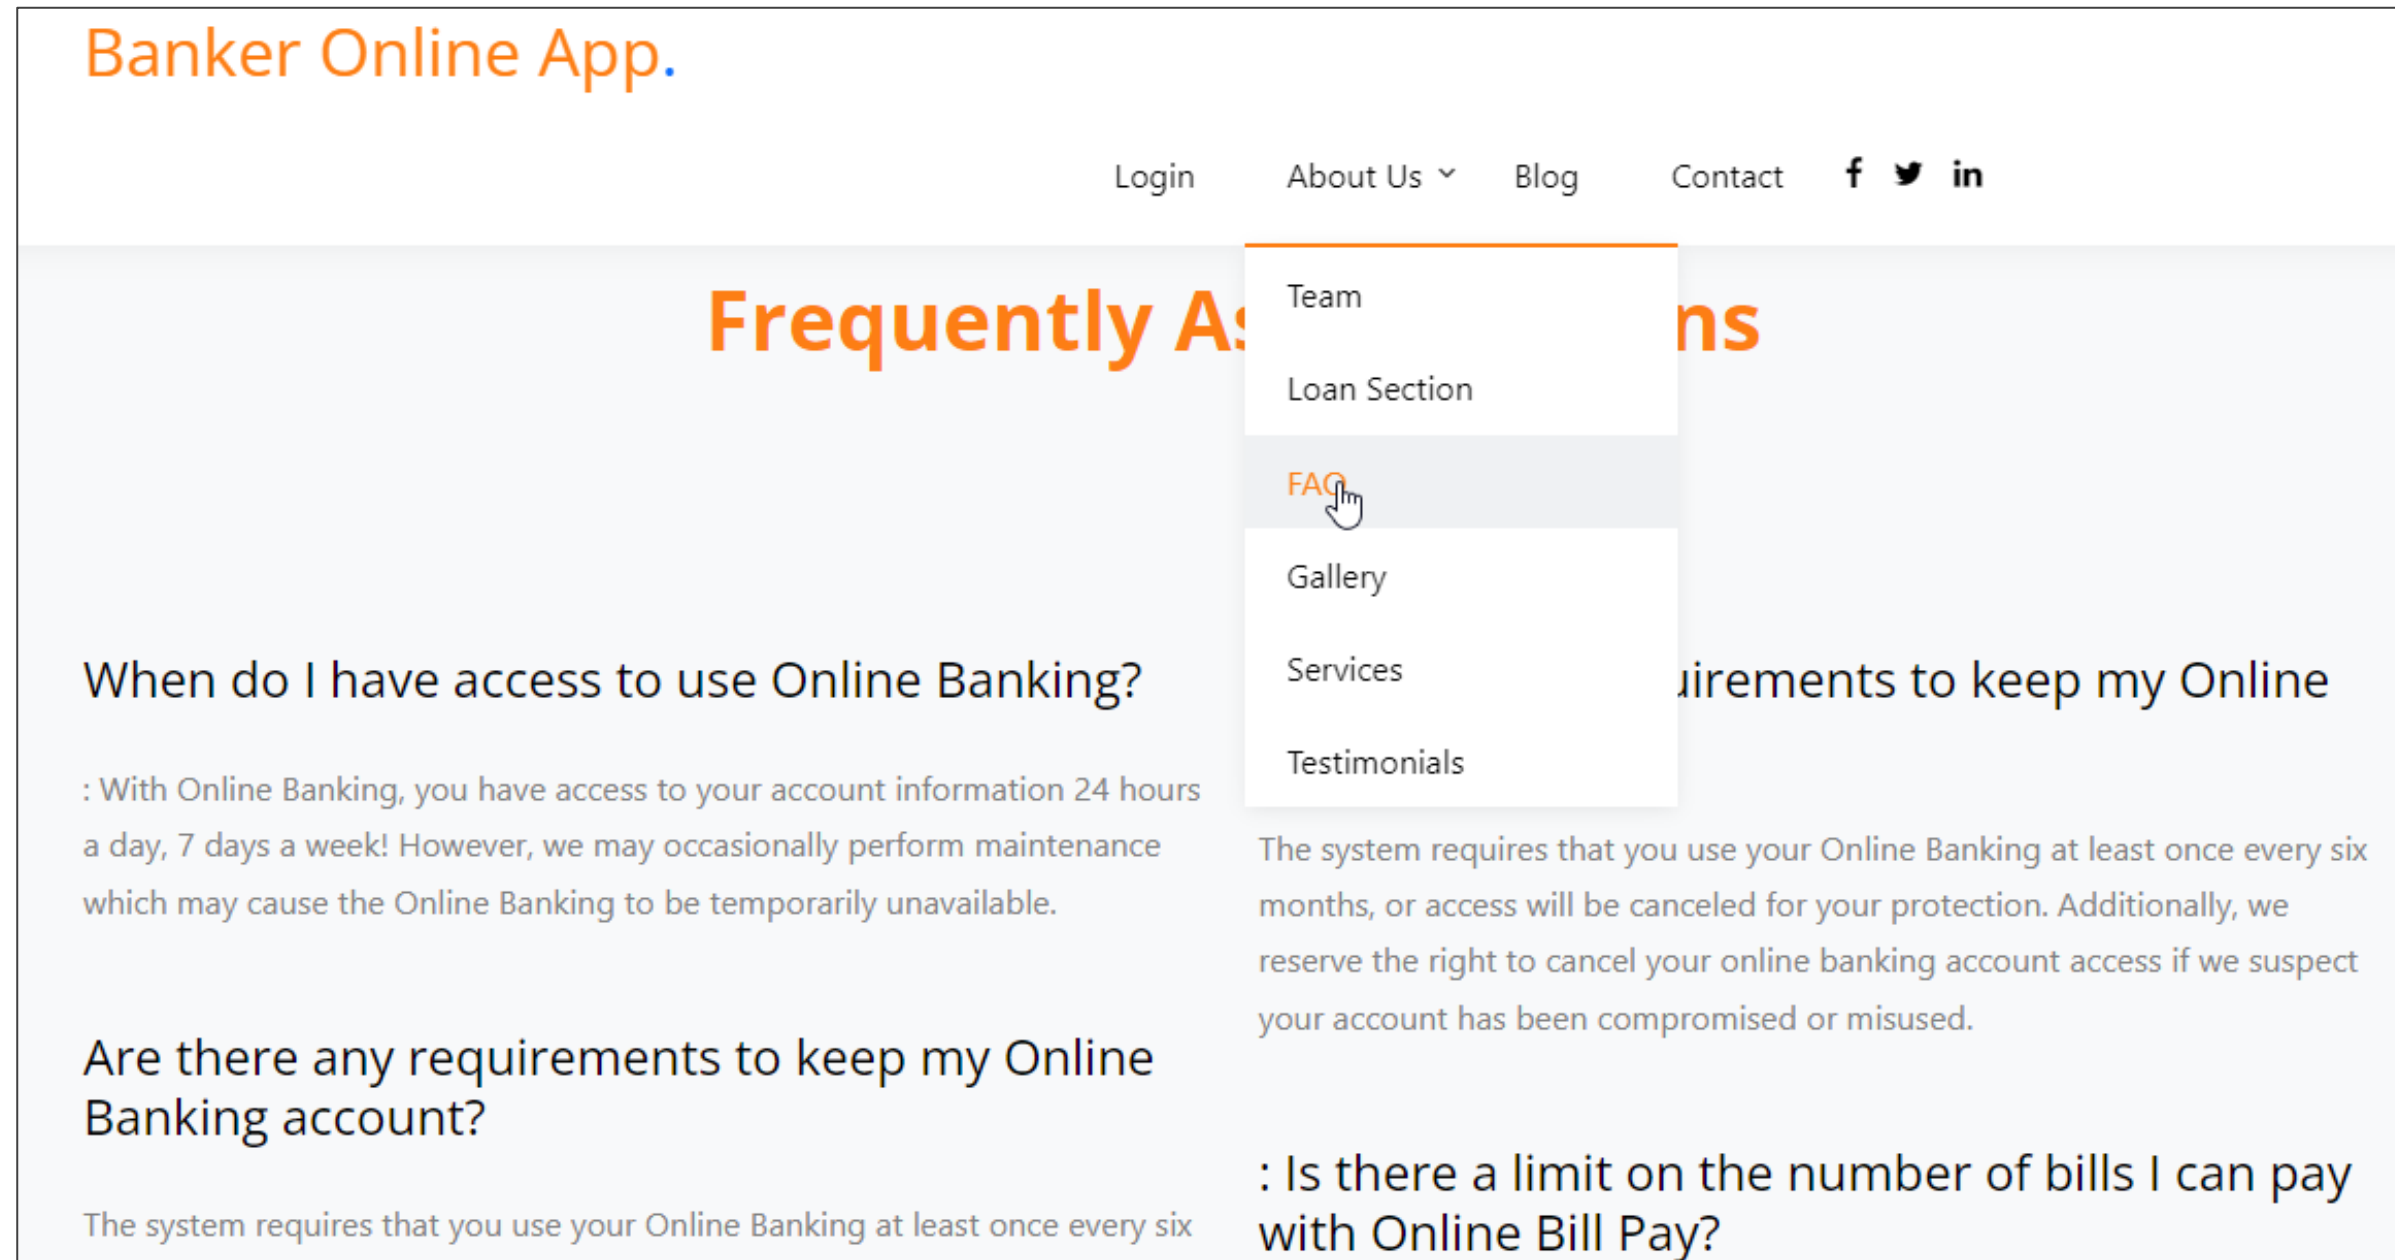 Banker Online App.
Login About Us Blog Contact
Frequently
ns
Team
Loan Section
FAQ
Gallery
Services
Testimonials
When do I have access to use Online Banking?
: With Online Banking, you have access to your account information 24 hours
a day, 7 days a week! However, we may occasionally perform maintenance
which may cause the Online Banking to be temporarily unavailable.
Are there any requirements to keep my Online
Banking account?
The system requires that you use your Online Banking at least once every six
uirements to keep my Online
The system requires that you use your Online Banking at least once every six
months, or access will be canceled for your protection. Additionally, we
reserve the right to cancel your online banking account access if we suspect
your account has been compromised or misused.
: Is there a limit on the number of bills I can pay
with Online Bill Pay?